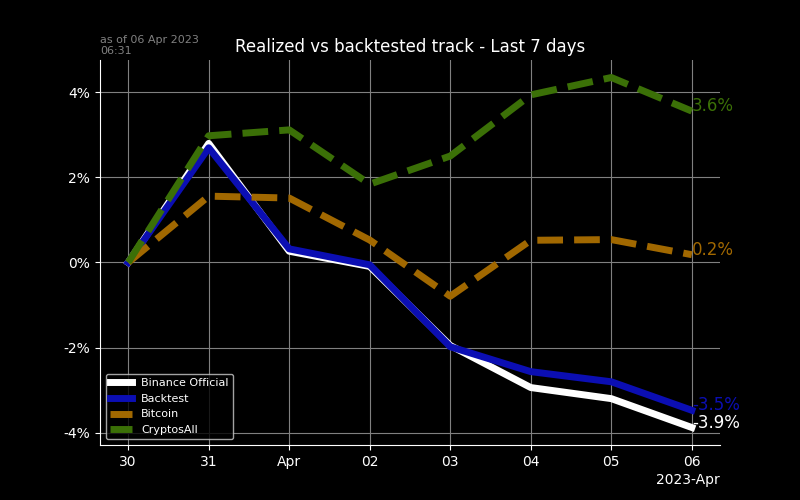 as of 06 Apr 2023
06:31
Realized vs backtested track - Last 7 days
4%
2%
0%
-2%
-4%
3.6%
0.2%
-3.5%
-3.9%
Binance Official
Backtest
Bitcoin
CryptosAll
30 31 Apr 02 03 04 05 06
2023-Apr